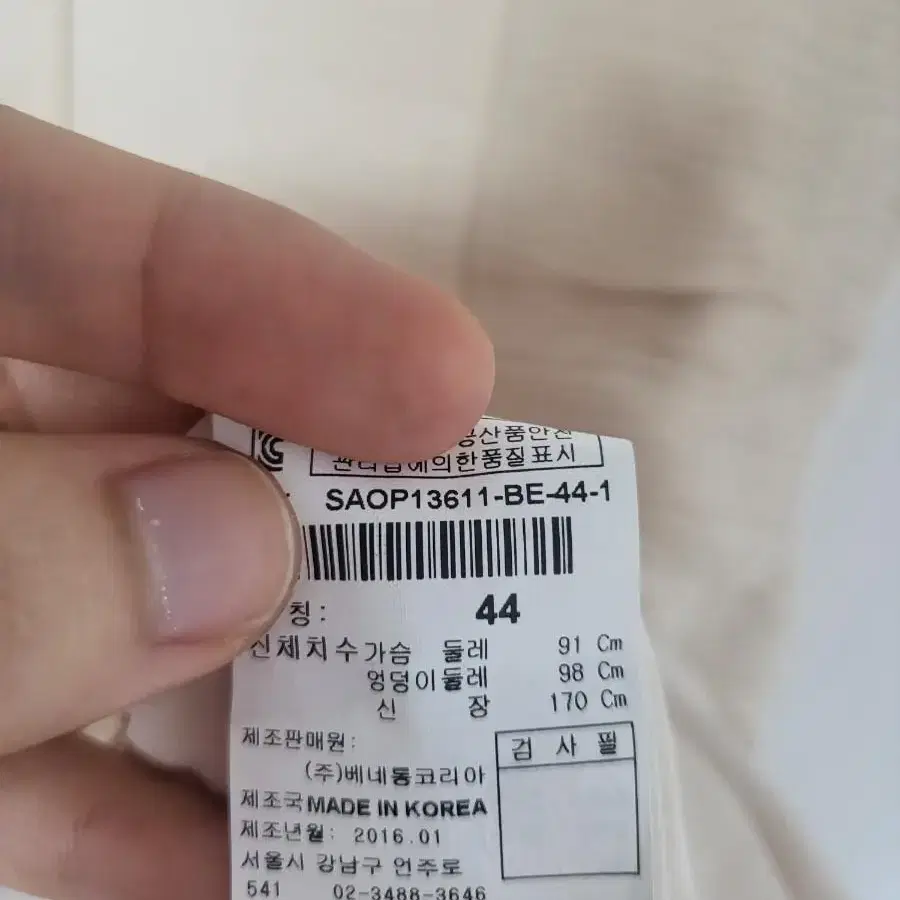 공산품안전
관리법에의한품질표시
SAOP13611-BE-44-1
칭: 44
신체치수 가슴 둘레 91 Cm
엉덩이둘레 98 Cm
신 장 170 Cm
제조판매원:
(주)베네통코리아
검 사 필
제조국 MADE IN KOREA
제조년월: 2016.01
서울시 강남구 언주로
541 02-3488-3646